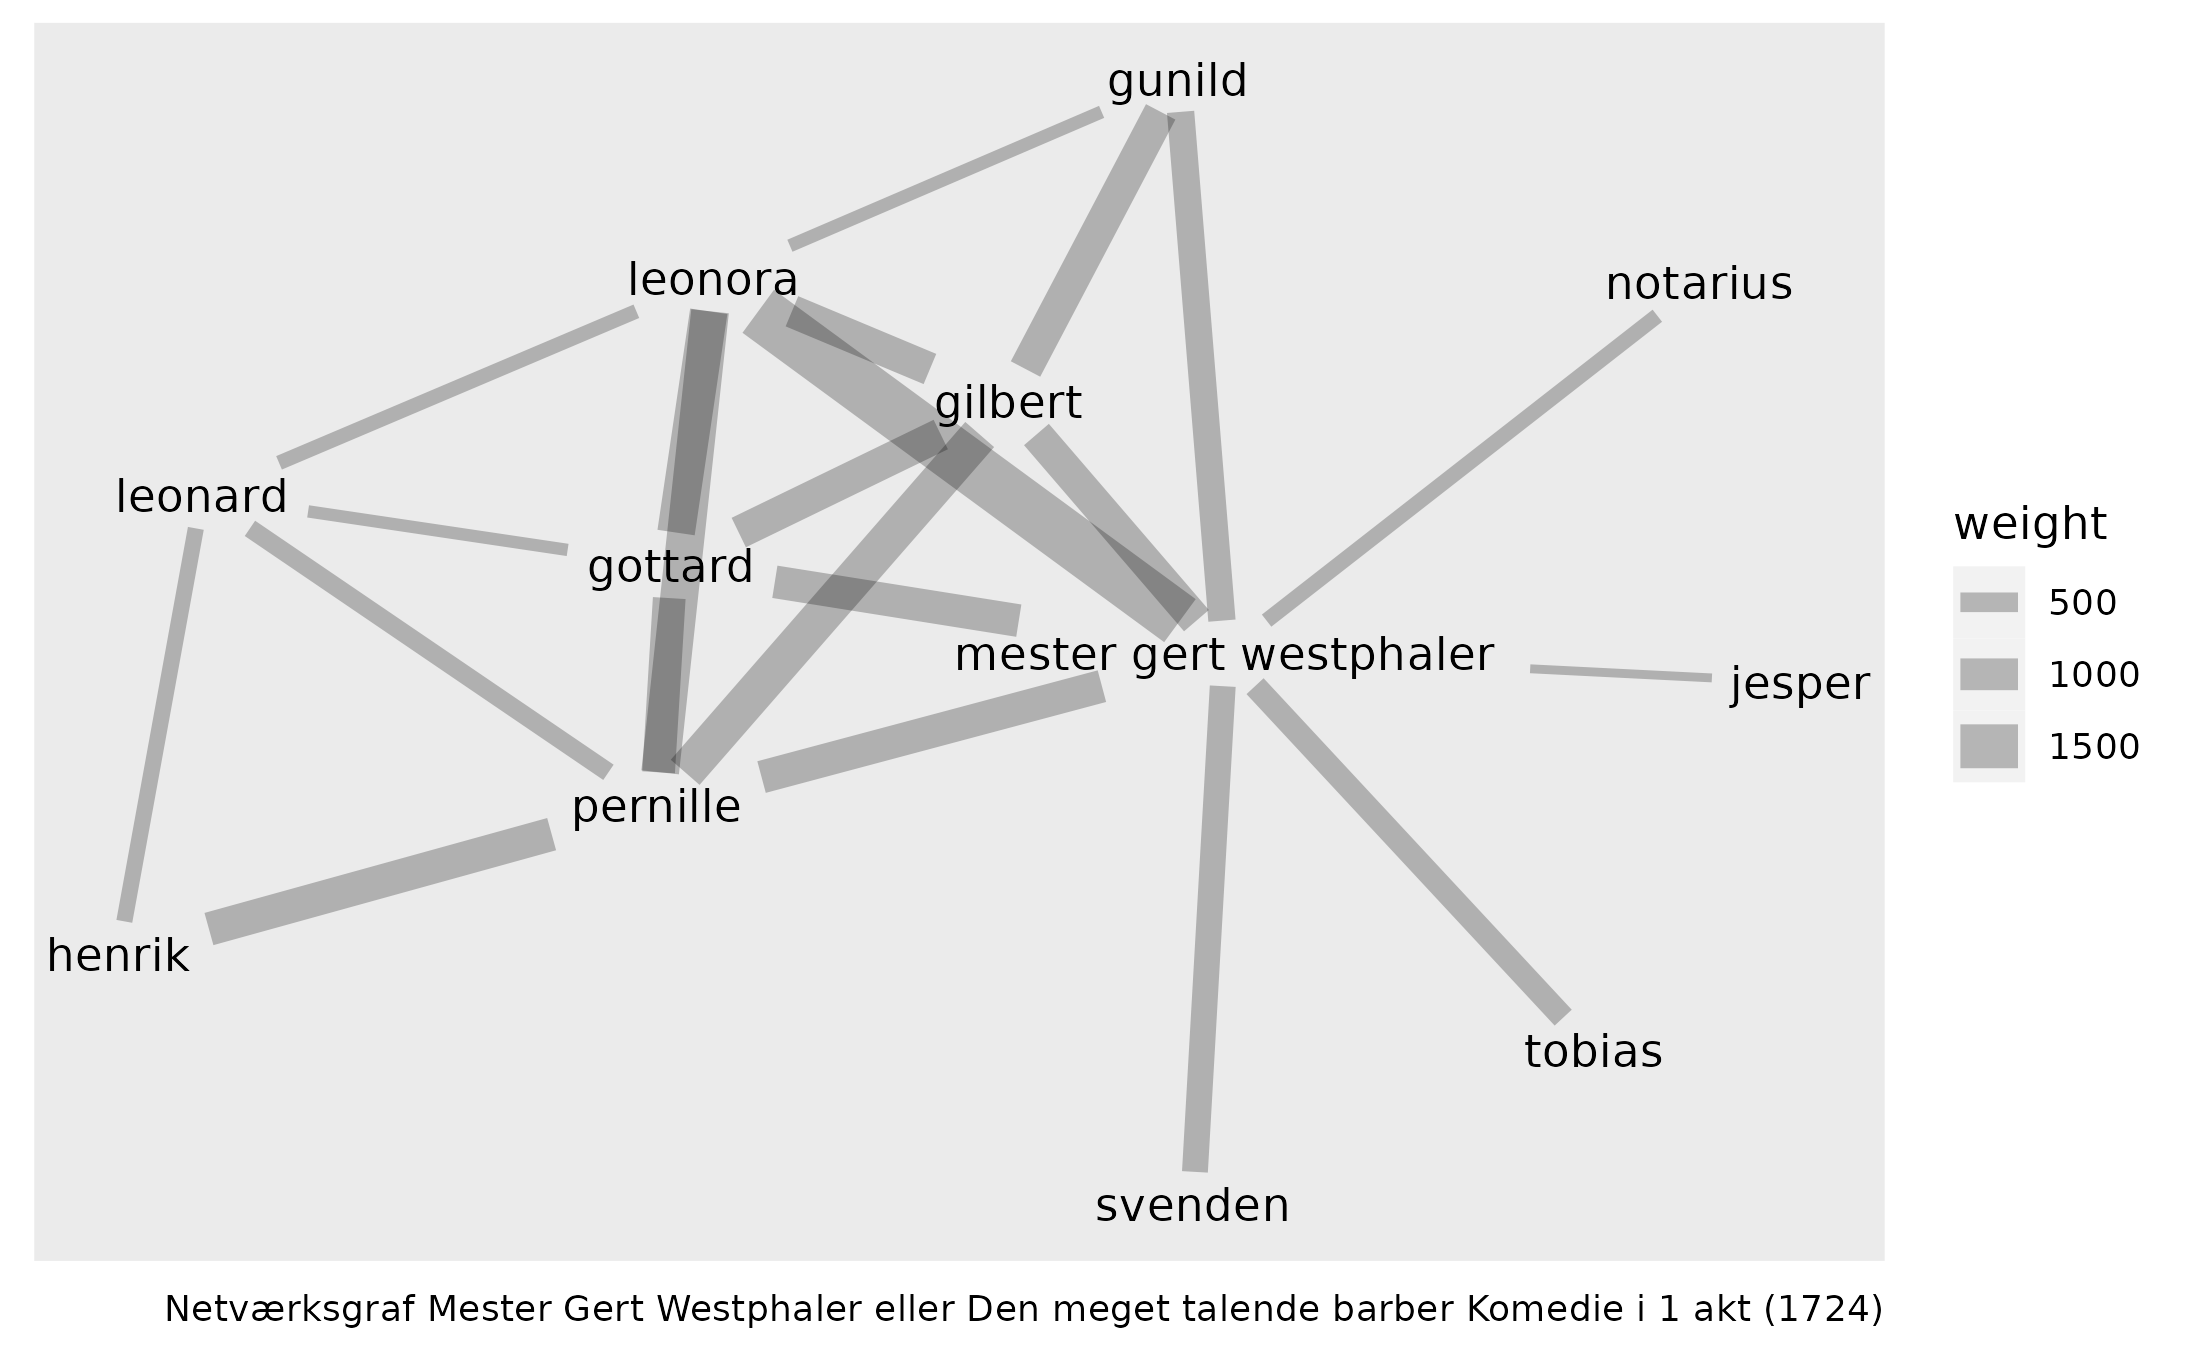 gunild
leonora
notarius
gilbert
leonard
gottard
mester gert westphaler
jesper
pernille
henrik
tobias
svenden
weight
500
1000
1500
Netværksgraf Mester Gert Westphaler eller Den meget talende barber Komedie i 1 akt (1724)